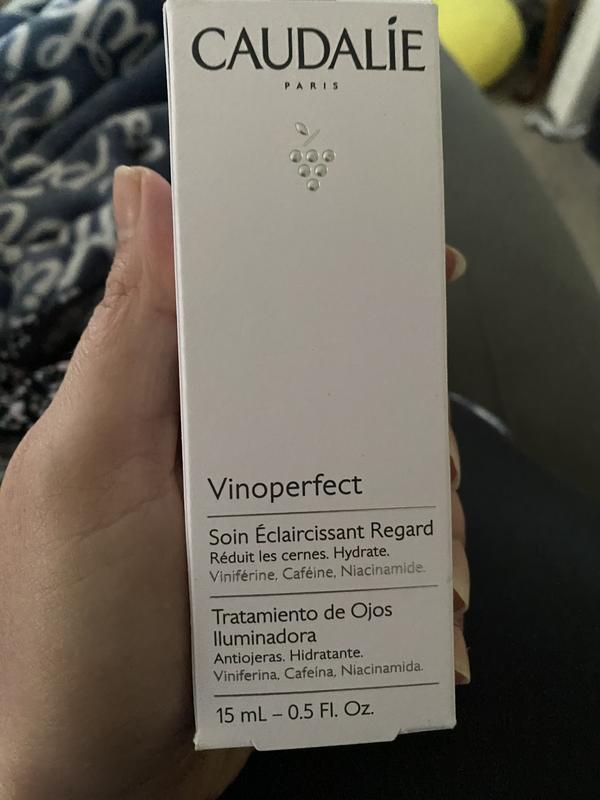 CAUDALÍE
PARIS
Vinoperfect
Soin Éclaircissant Regard
Réduit les cernes. Hydrate.
Viniférine, Caféine, Niacinamide.
Tratamiento de Ojos
Iluminadora
Antiojeras. Hidratante.
Viniferina, Cafeína, Niacinamida.
15 mL – 0.5 Fl. Oz.